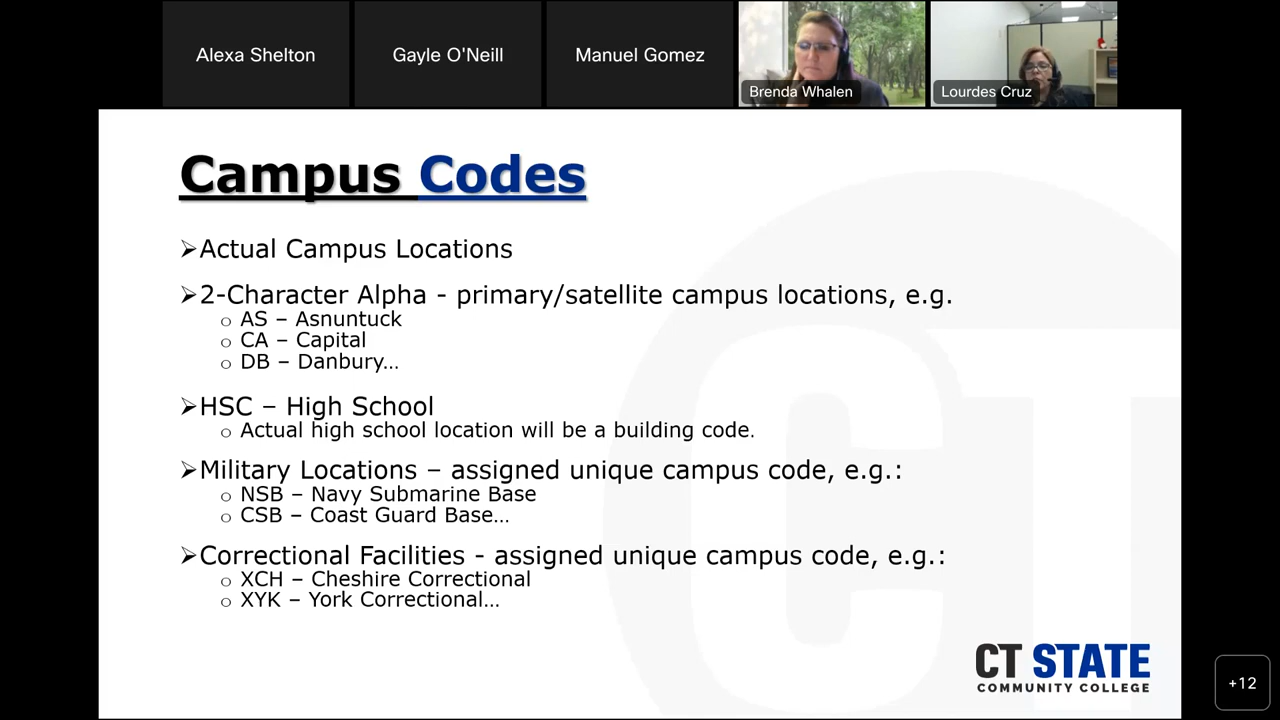 Alexa Shelton
Gayle O'Neill
Manuel Gomez
Brenda Whalen
Lourdes Cruz
Campus Codes
➢Actual Campus Locations
➢2-Character Alpha - primary/satellite campus locations, e.g.
o AS – Asnuntuck
o CA – Capital
o DB – Danbury…
➢HSC – High School
o Actual high school location will be a building code.
➢Military Locations – assigned unique campus code, e.g.:
o NSB – Navy Submarine Base
o CSB – Coast Guard Base…
➢Correctional Facilities - assigned unique campus code, e.g.:
o XCH – Cheshire Correctional
o XYK – York Correctional…
CT
CT STATE
COMMUNITY COLLEGE
+12